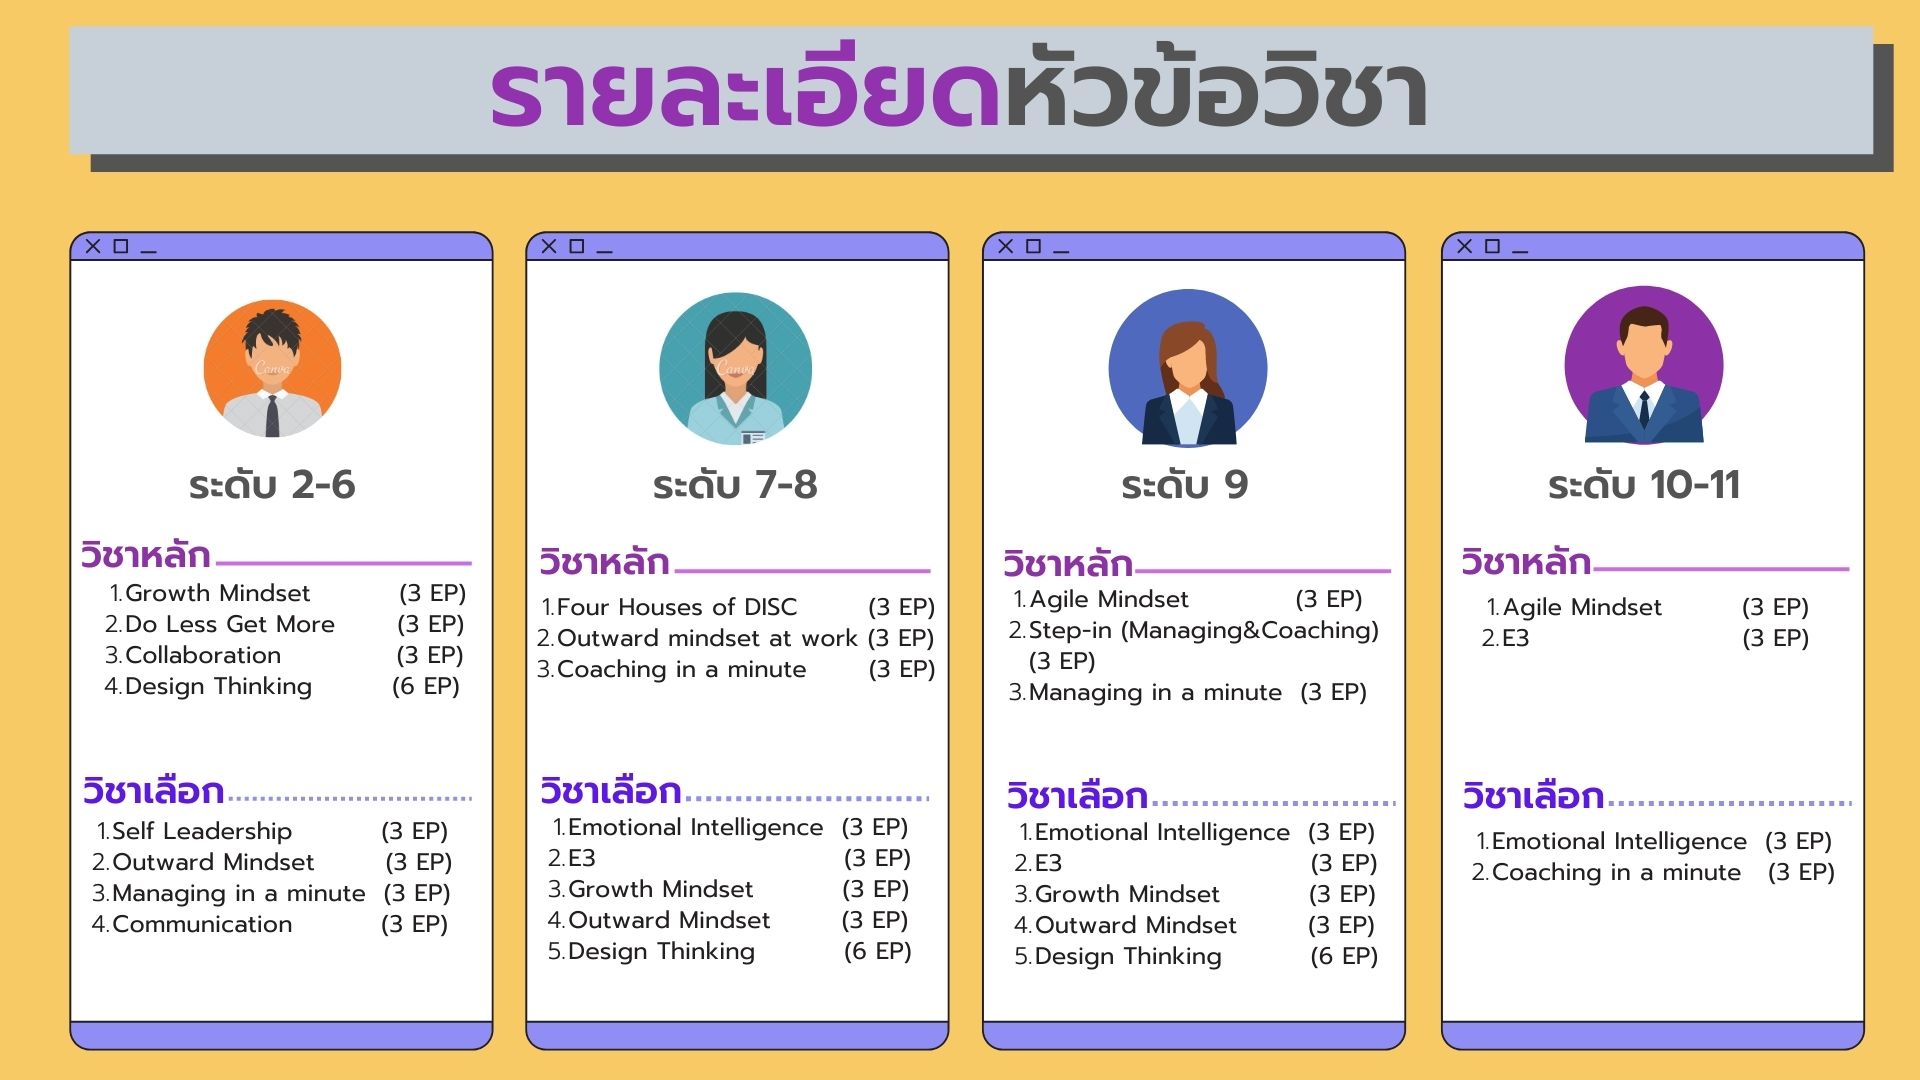 รายละเอียดหัวข้อวิชา
ระดับ 2-6
วิชาหลัก
1. Growth Mindset (3 EP)
2. Do Less Get More (3 EP)
3. Collaboration (3 EP)
4. Design Thinking (6 EP)
วิชาเลือก
1. Self Leadership (3 EP)
2. Outward Mindset (3 EP)
3. Managing in a minute (3 EP)
4. Communication (3 EP)
Canva
ระดับ 7-8
วิชาหลัก
1. Four Houses of DISC (3 EP)
2. Outward mindset at work (3 EP)
3. Coaching in a minute (3 EP)
วิชาเลือก
1. Emotional Intelligence (3 EP)
2. E3 (3 EP)
3. Growth Mindset (3 EP)
4. Outward Mindset (3 EP)
5. Design Thinking (6 EP)
Canva
ระดับ 9
วิชาหลัก
1. Agile Mindset (3 EP)
2. Step-in (Managing&Coaching)
(3 EP)
3. Managing in a minute (3 EP)
วิชาเลือก
1. Emotional Intelligence (3 EP)
2. E3 (3 EP)
3. Growth Mindset (3 EP)
4. Outward Mindset (3 EP)
5. Design Thinking (6 EP)
ระดับ 10-11
วิชาหลัก
1. Agile Mindset (3 EP)
2. E3 (3 EP)
วิชาเลือก
1. Emotional Intelligence (3 EP)
2. Coaching in a minute (3 EP)